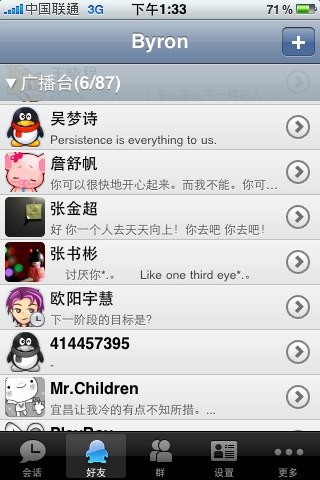 中国联通 3G 下午1:33 71%
Byron
广播台(6/87)
吴梦诗
Persistence is everything to us.
詹舒帆
你可以很快地开心起来。而我不能。你可…
张金超
好 你一个人去天天向上！你去吧 你去吧！
张书彬
讨厌你*.。 Like one third eye*.。
欧阳宇慧
下一阶段的目标是?
414457395
-
Mr.Children
宜昌让我冷的有点不知所措。...
PlayBoy
会话 好友 群 设置 更多